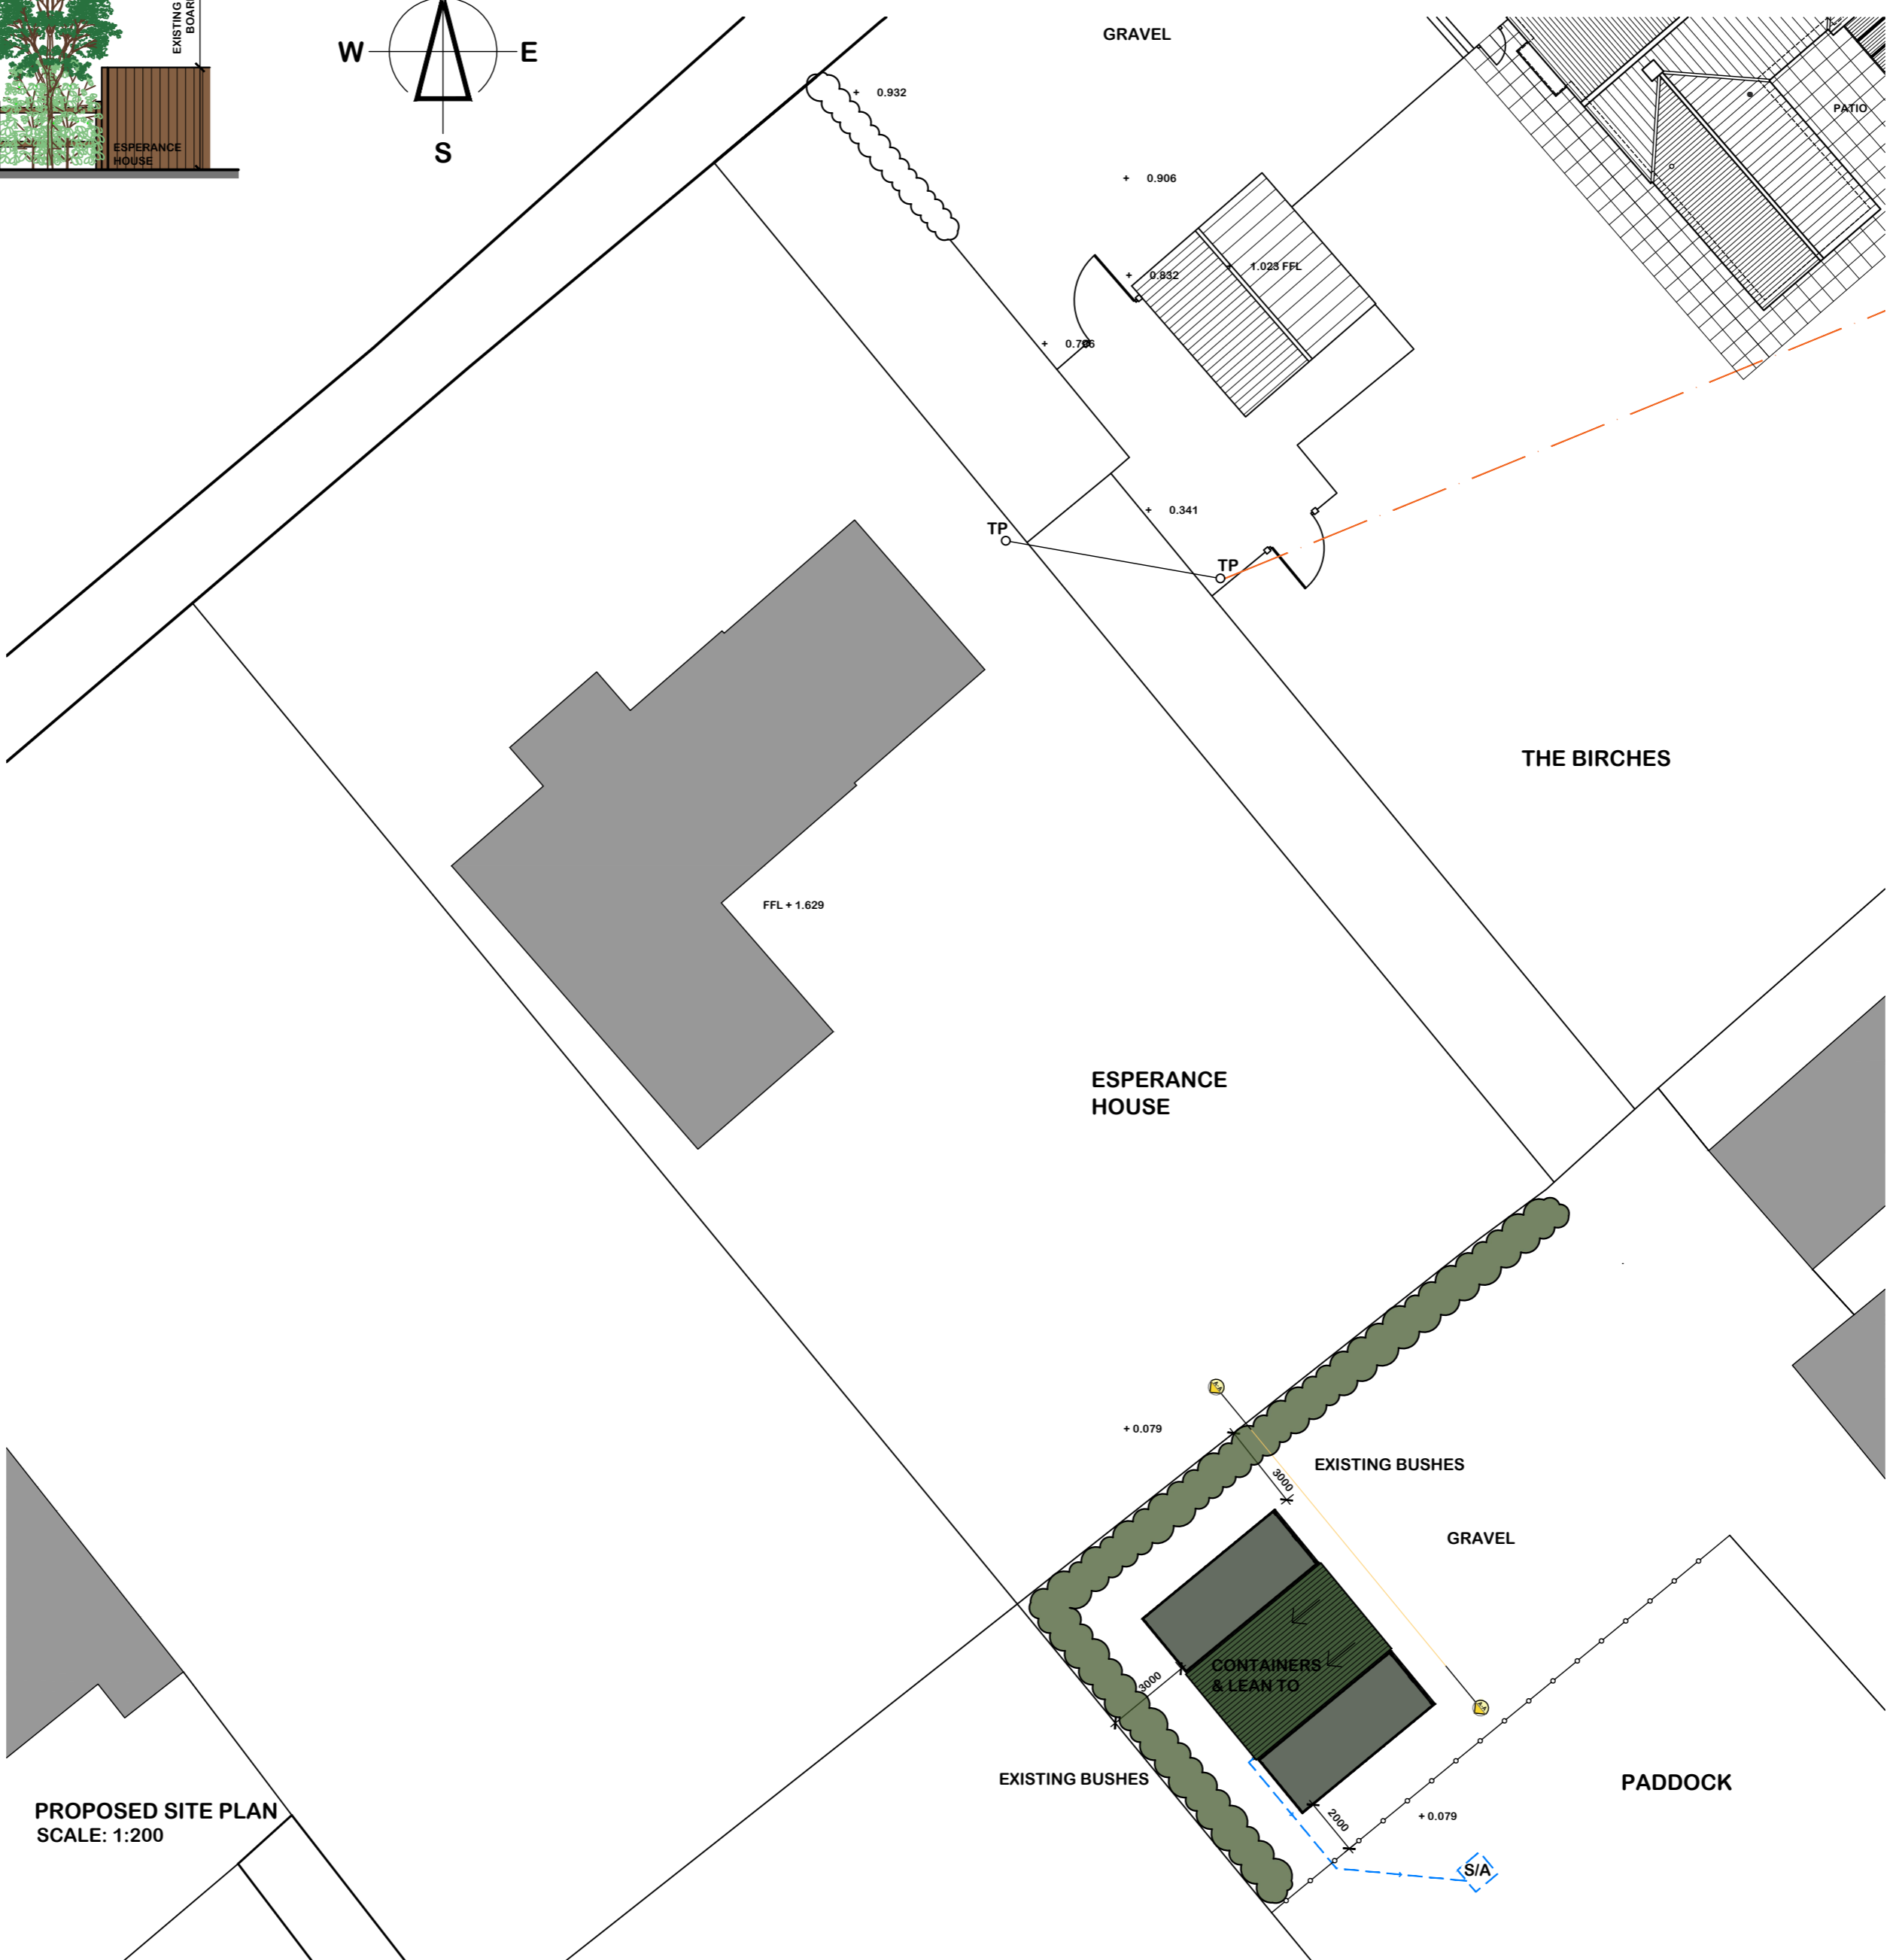 EXISTING
BOAR
ESPERANCE
HOUSE
W
E
S
GRAVEL
+ 0.932
+ 0.906
+ 0.832
1.023 FFL
PATIO
+ 0.706
+ 0.341
TP
TP
THE BIRCHES
FFL + 1.629
ESPERANCE
HOUSE
+ 0.079
EXISTING BUSHES
3000
GRAVEL
CONTAINERS
& LEAN TO
3000
EXISTING BUSHES
PADDOCK
2000
+ 0.079
S/A
PROPOSED SITE PLAN
SCALE: 1:200